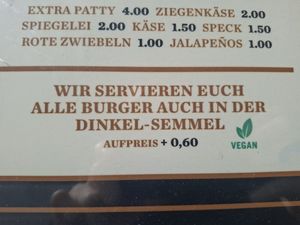 EXTRA PATTY 4.00 ZIEGENKÄSE 2.00
SPIEGELEI 2.00 KÄSE 1.50 SPECK 1.50
ROTE ZWIEBELN 1.00 JALAPEÑOS 1.00
WIR SERVIEREN EUCH
ALLE BURGER AUCH IN DER
DINKEL-SEMMEL
AUFPREIS + 0,60
VEGAN